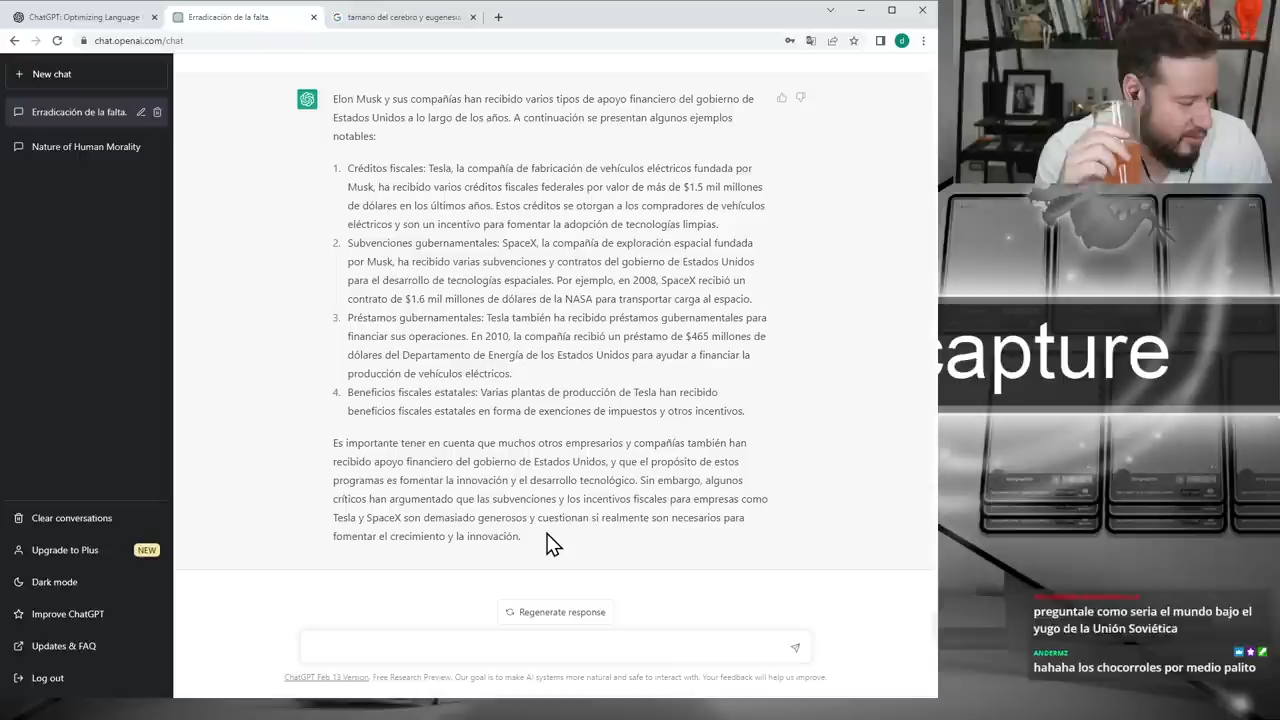 ChatGPT: Optimizing Language
Erradicación de la falta.
tamano del cerebro y eugenesia
chat.openai.com/chat
d
New chat
Erradicación de la falta.
Nature of Human Morality
Elon Musk y sus compañías han recibido varios tipos de apoyo financiero del gobierno de
Estados Unidos a lo largo de los años. A continuación se presentan algunos ejemplos
notables:
1. Créditos fiscales: Tesla, la compañía de fabricación de vehículos eléctricos fundada por
Musk, ha recibido varios créditos fiscales federales por valor de más de $1.5 mil millones
de dólares en los últimos años. Estos créditos se otorgan a los compradores de vehículos
eléctricos y son un incentivo para fomentar la adopción de tecnologías limpias.
2. Subvenciones gubernamentales: SpaceX, la compañía de exploración espacial fundada
por Musk, ha recibido varias subvenciones y contratos del gobierno de Estados Unidos
para el desarrollo de tecnologías espaciales. Por ejemplo, en 2008, SpaceX recibió un
contrato de $1.6 mil millones de dólares de la NASA para transportar carga al espacio.
3. Préstamos gubernamentales: Tesla también ha recibido préstamos gubernamentales para
financiar sus operaciones. En 2010, la compañía recibió un préstamo de $465 millones de
dólares del Departamento de Energía de los Estados Unidos para ayudar a financiar la
producción de vehículos eléctricos.
4. Beneficios fiscales estatales: Varias plantas de producción de Tesla han recibido
beneficios fiscales estatales en forma de exenciones de impuestos y otros incentivos.
Es importante tener en cuenta que muchos otros empresarios y compañías también han
recibido apoyo financiero del gobierno de Estados Unidos, y que el propósito de estos
programas es fomentar la innovación y el desarrollo tecnológico. Sin embargo, algunos
críticos han argumentado que las subvenciones y los incentivos fiscales para empresas como
Tesla y SpaceX son demasiado generosos y cuestionan si realmente son necesarios para
fomentar el crecimiento y la innovación.
Clear conversations
Upgrade to Plus NEW
Dark mode
Improve ChatGPT
Updates & FAQ
Log out
Regenerate response
ChatGPT Feb 13 Version. Free Research Preview. Our goal is to make AI systems more natural and safe to interact with. Your feedback will help us improve.
capture
preguntale como seria el mundo bajo el
yugo de la Unión Soviética
ANDERMZ
hahaha los chocorroles por medio palito